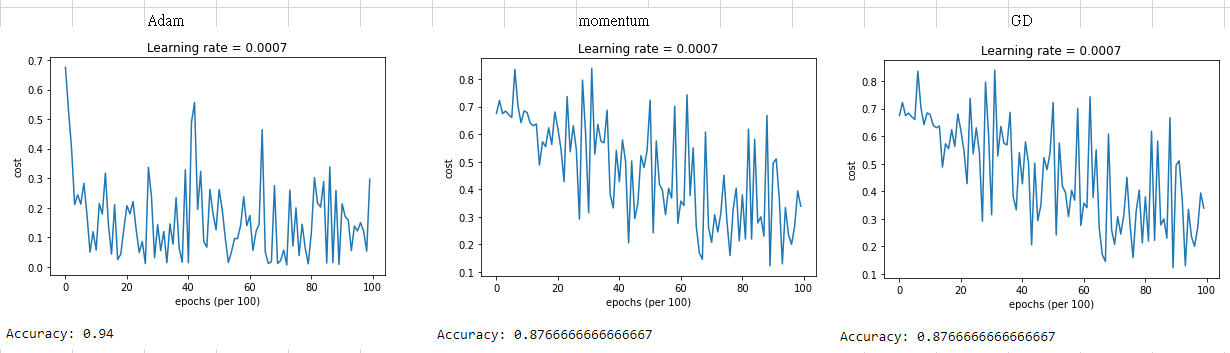 Adam
Learning rate = 0.0007
0.7
0.6
0.5
0.4
0.3
0.2
0.1
0.0
cost
0 20 40 60 80 100
epochs (per 100)
Accuracy: 0.94
momentum
Learning rate = 0.0007
0.8
0.7
0.6
0.5
0.4
0.3
0.2
0.1
cost
0 20 40 60 80 100
epochs (per 100)
Accuracy: 0.8766666666666667
GD
Learning rate = 0.0007
0.8
0.7
0.6
0.5
0.4
0.3
0.2
0.1
cost
0 20 40 60 80 100
epochs (per 100)
Accuracy: 0.8766666666666667